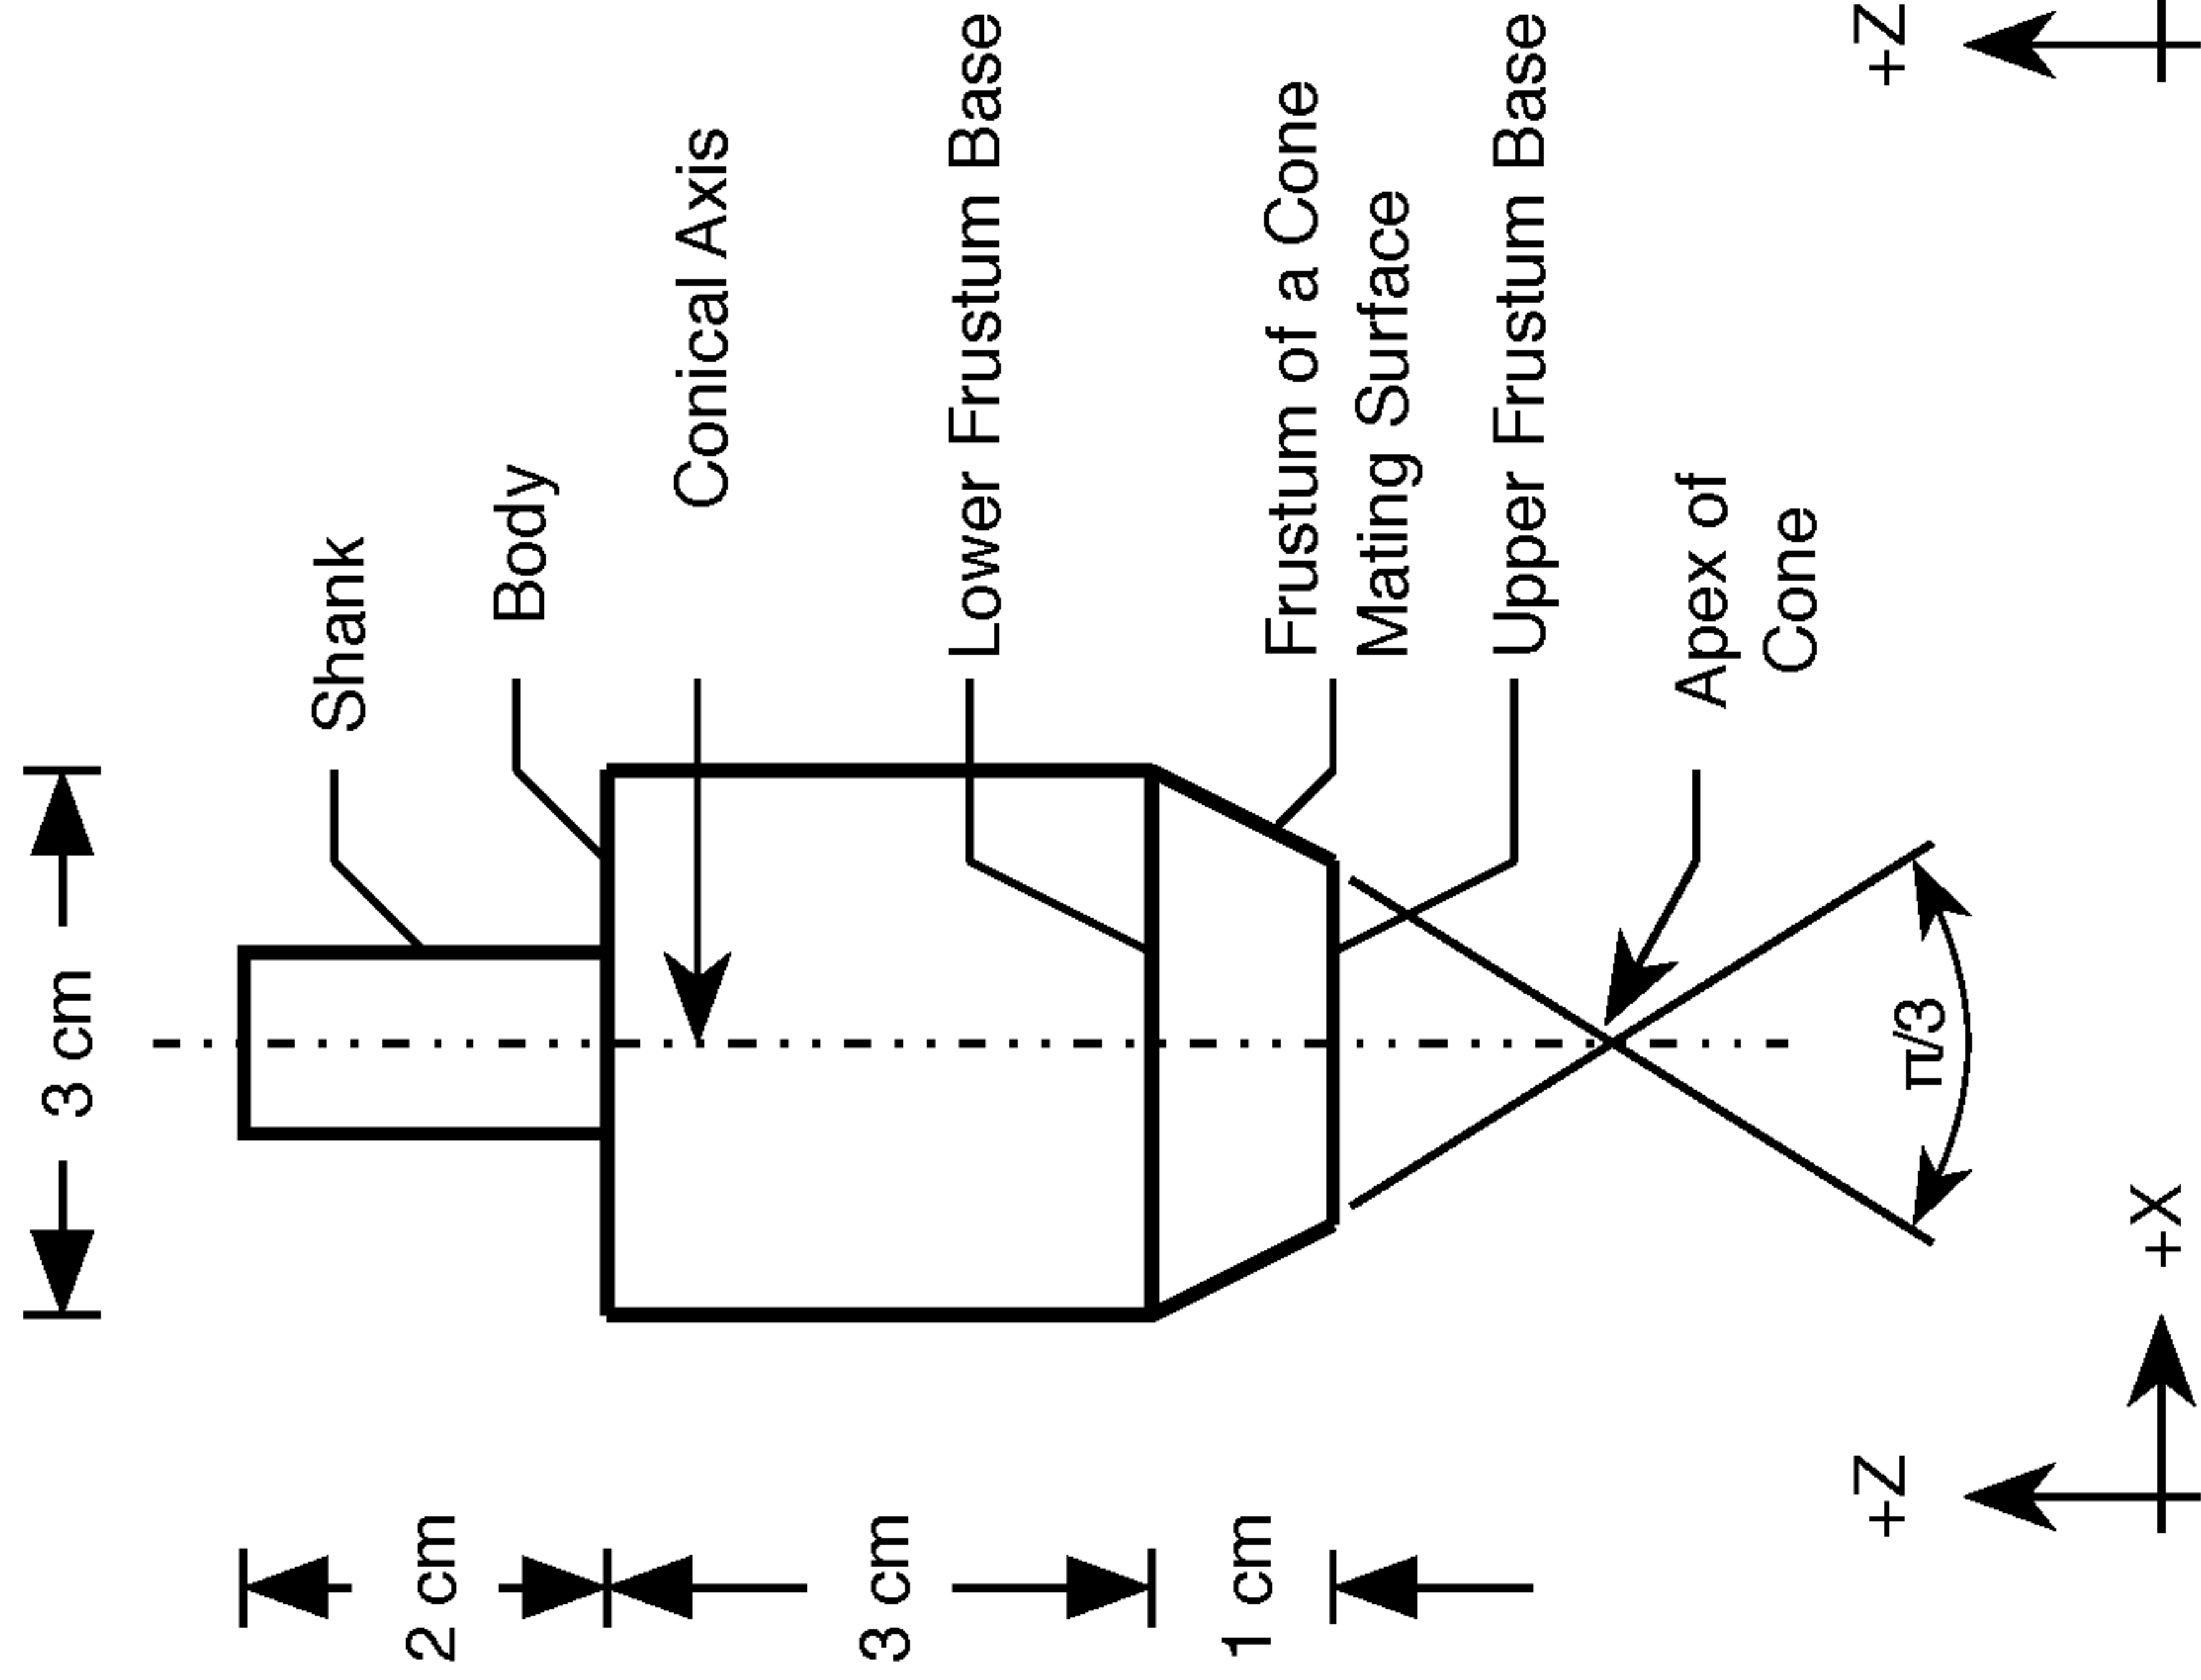 3 cm
Shank
Body
Conical Axis
Lower Frustum Base
Frustum of a Cone
Mating Surface
Upper Frustum Base
Apex of
Cone
π/3
2 cm
3 cm
1 cm
+Z
+X
+Z